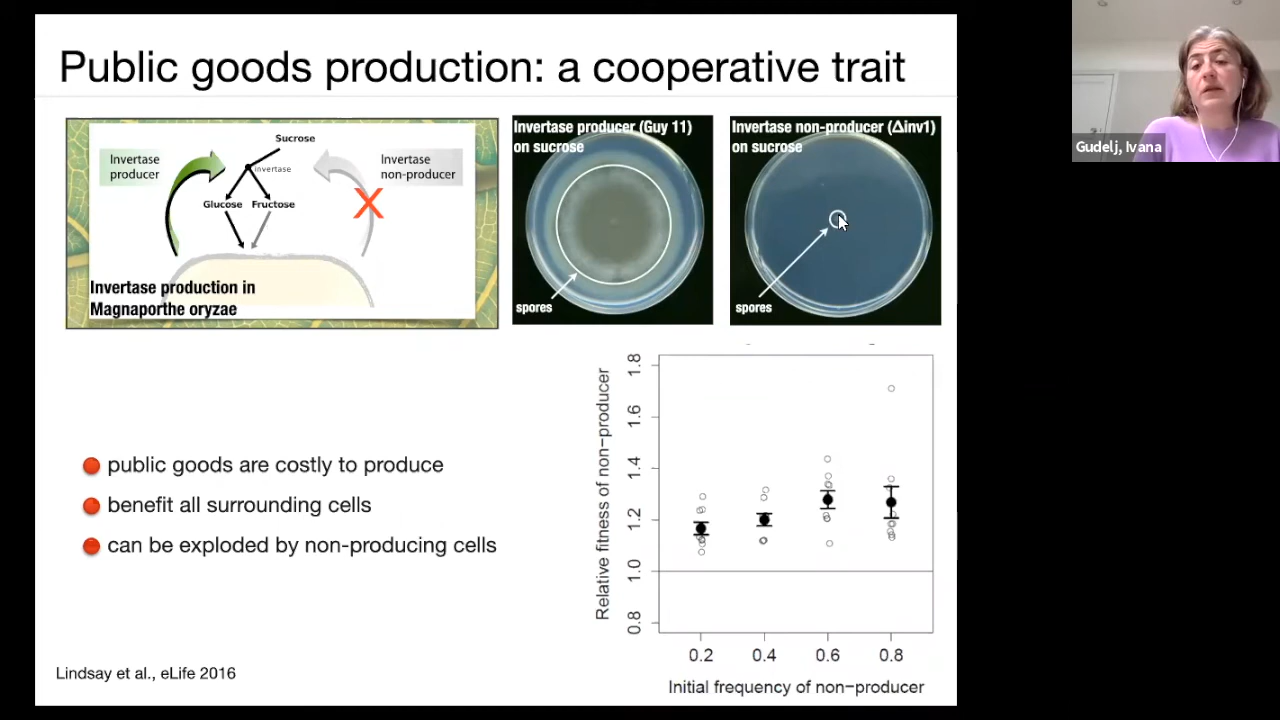 Public goods production: a cooperative trait
Gudelj, Ivana
Invertase
producer
Sucrose
invertase
Invertase
non-producer
X
Glucose
Fructose
Invertase production in
Magnaporthe oryzae
Invertase producer (Guy 11)
on sucrose
spores
Invertase non-producer (Δinv1)
on sucrose
spores
public goods are costly to produce
benefit all surrounding cells
can be exploded by non-producing cells
Relative fitness of non−producer
1.8
1.6
1.4
1.2
1.0
0.8
0.2
0.4
0.6
0.8
Initial frequency of non−producer
Lindsay et al., eLife 2016